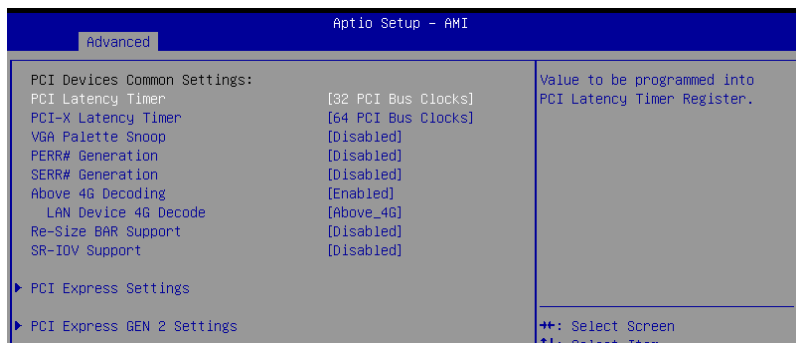 Aptio Setup – AMI
Advanced
PCI Devices Common Settings:
PCI Latency Timer [32 PCI Bus Clocks]
PCI-X Latency Timer [64 PCI Bus Clocks]
VGA Palette Snoop [Disabled]
PERR# Generation [Disabled]
SERR# Generation [Disabled]
Above 4G Decoding [Enabled]
LAN Device 4G Decode [Above_4G]
Re-Size BAR Support [Disabled]
SR-IOV Support [Disabled]
PCI Express Settings
PCI Express GEN 2 Settings
Value to be programmed into
PCI Latency Timer Register.
→←: Select Screen
↑↓: Select Item